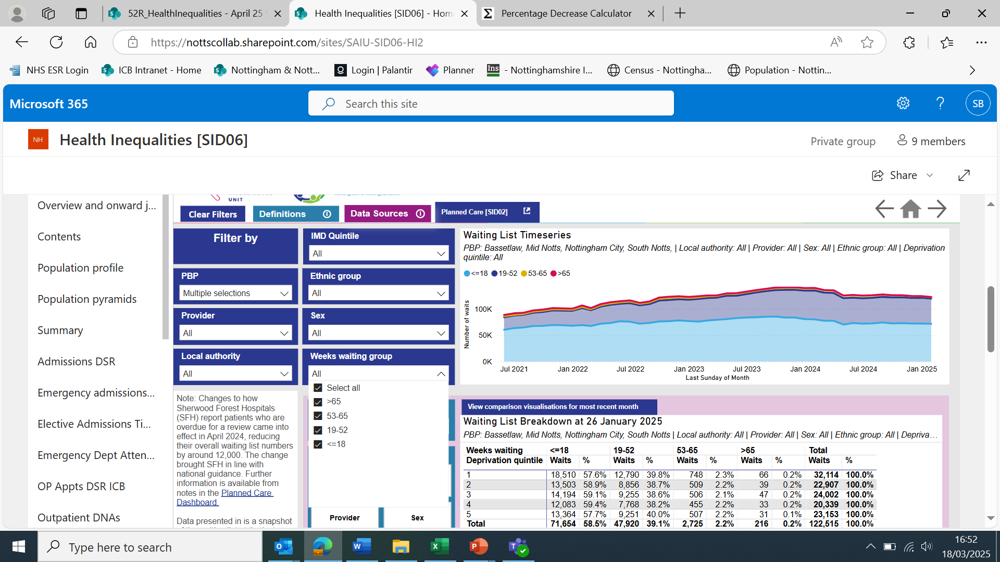 52R_HealthInequalities - April 25
Health Inequalities [SID06] - Hom
Percentage Decrease Calculator
https://nottscollab.sharepoint.com/sites/SAIU-SID06-HI2
NHS ESR Login
ICB Intranet - Home
Nottingham & Nott...
Login | Palantir
Planner
Ins - Nottinghamshire I...
Census - Nottingha...
Population - Nottin...
Microsoft 365
Search this site
SB
NH
Health Inequalities [SID06]
Private group
9 members
Share
Overview and onward j...
Contents
Population profile
Population pyramids
Summary
Admissions DSR
Emergency admissions...
Elective Admissions Ti...
Emergency Dept Atten...
OP Appts DSR ICB
Outpatient DNAs
UNIT
Clear Filters
Definitions
Data Sources
Planned Care [SID02]
Filter by
IMD Quintile
All
PBP
Multiple selections
Ethnic group
All
Provider
All
Sex
All
Local authority
All
Weeks waiting group
All
Select all
>65
53-65
19-52
<=18
Note: Changes to how
Sherwood Forest Hospitals
(SFH) report patients who are
overdue for a review came into
effect in April 2024, reducing
their overall waiting list numbers
by around 12,000. The change
brought SFH in line with
national guidance. Further
information is available from
notes in the Planned Care
Dashboard.
Data presented in is a snapshot
Provider
Sex
Waiting List Timeseries
PBP: Bassetlaw, Mid Notts, Nottingham City, South Notts, | Local authority: All | Provider: All | Sex: All | Ethnic group: All | Deprivation
quintile: All
<=18 19-52 53-65 >65
Number of waits
100K
50K
0K
Jul 2021 Jan 2022 Jul 2022 Jan 2023 Jul 2023 Jan 2024 Jul 2024 Jan 2025
Last Sunday of Month
View comparison visualisations for most recent month
Waiting List Breakdown at 26 January 2025
PBP: Bassetlaw, Mid Notts, Nottingham City, South Notts | Local authority: All | Provider: All | Sex: All | Ethnic group: All | Depriva...
Weeks waiting <=18 19-52 53-65 >65 Total
Deprivation quintile Waits % Waits % Waits % Waits % Waits %
1 18,510 57.6% 12,790 39.8% 748 2.3% 66 0.2% 32,114 100.0%
2 13,503 58.9% 8,856 38.7% 509 2.2% 39 0.2% 22,907 100.0%
3 14,194 59.1% 9,255 38.6% 506 2.1% 47 0.2% 24,002 100.0%
4 12,083 59.4% 7,768 38.2% 455 2.2% 33 0.2% 20,339 100.0%
5 13,364 57.7% 9,251 40.0% 507 2.2% 31 0.1% 23,153 100.0%
Total 71,654 58.5% 47,920 39.1% 2,725 2.2% 216 0.2% 122,515 100.0%
Type here to search
16:52
18/03/2025